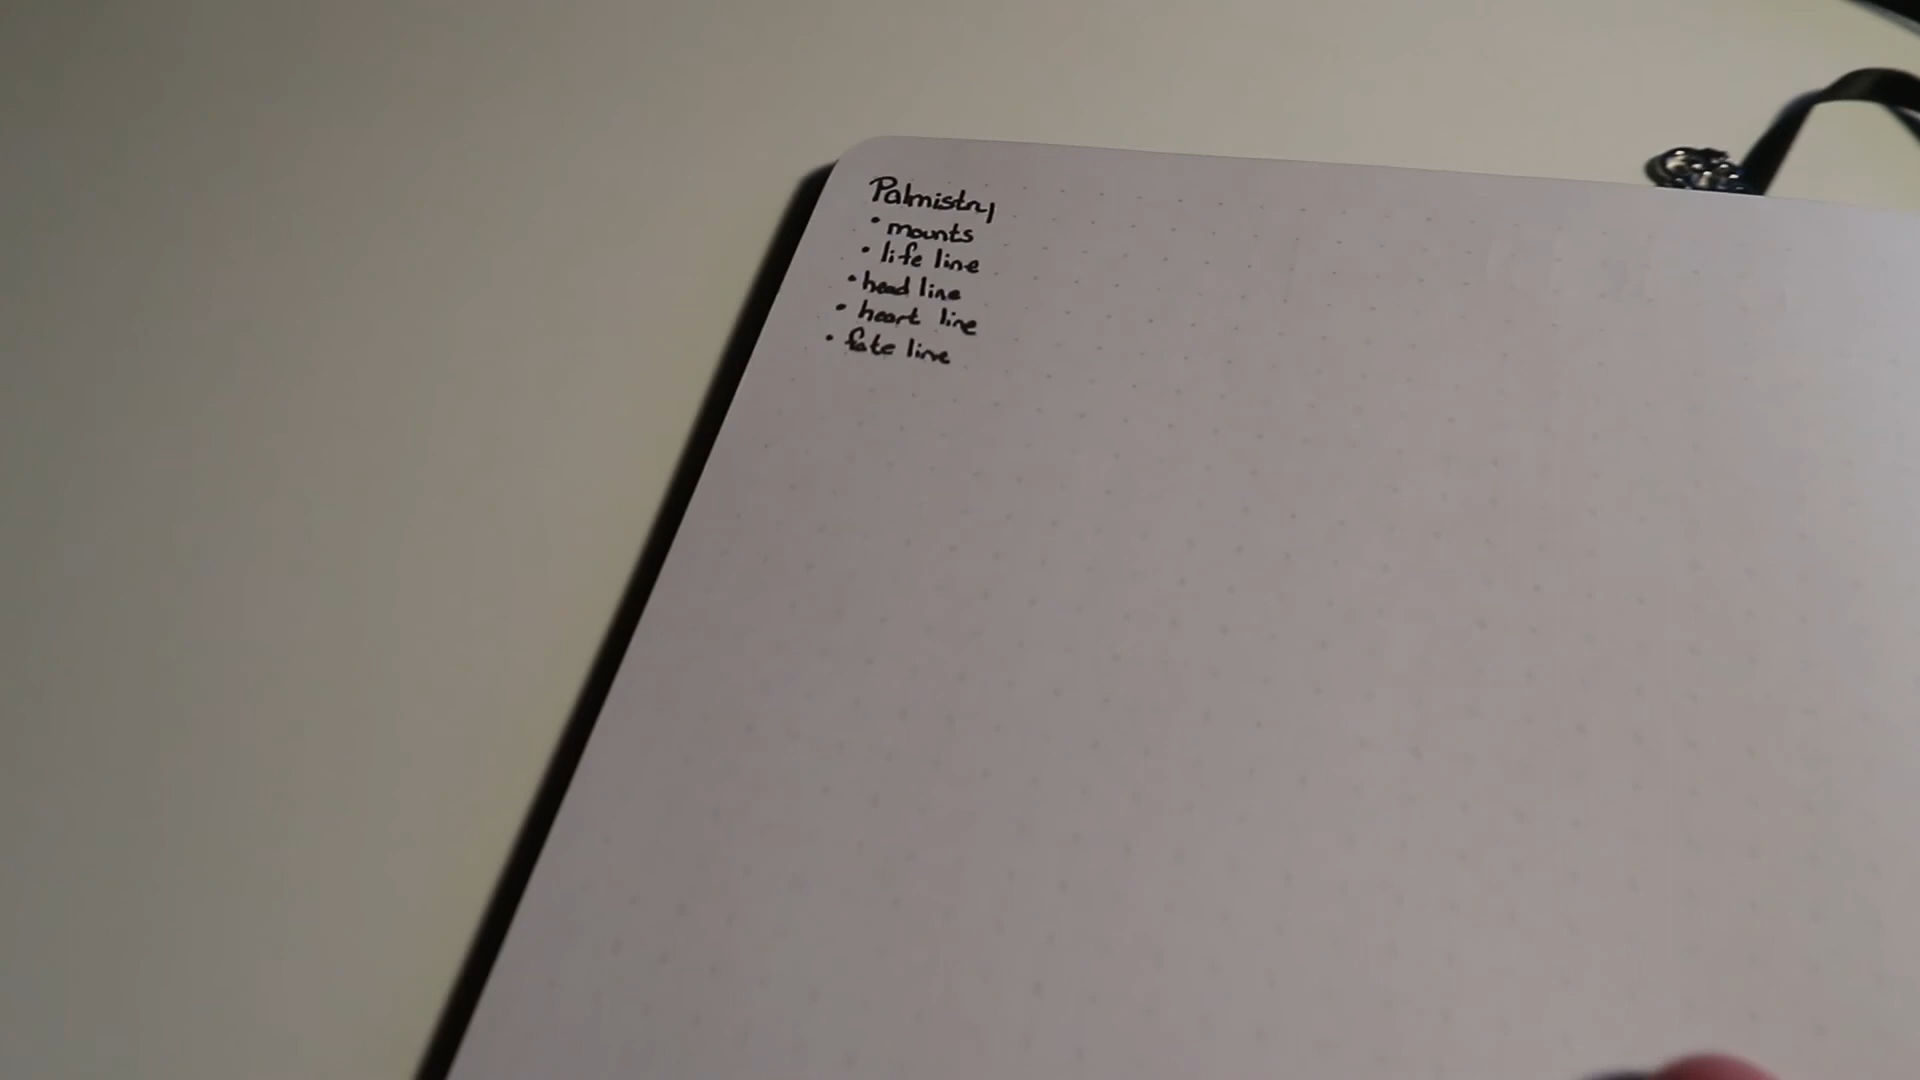 Palmistry
• mounts
• life line
• head line
• heart line
• fate line